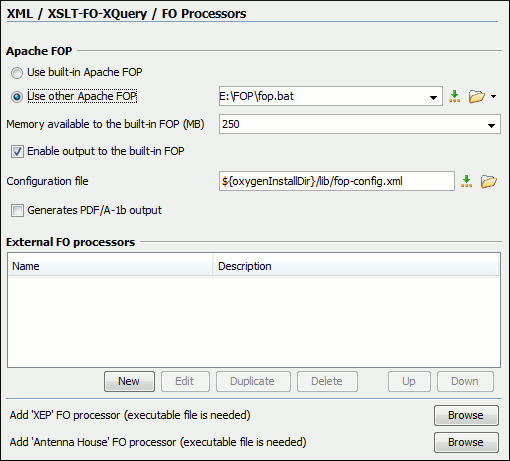 XML / XSLT-FO-XQuery / FO Processors
Apache FOP
Use built-in Apache FOP
Use other Apache FOP E:\FOP\fop.bat
Memory available to the built-in FOP (MB) 250
Enable output to the built-in FOP
Configuration file ${oxygenInstallDir}/lib/fop-config.xml
Generates PDF/A-1b output
External FO processors
Name Description
New Edit Duplicate Delete Up Down
Add 'XEP' FO processor (executable file is needed) Browse
Add 'Antenna House' FO processor (executable file is needed) Browse